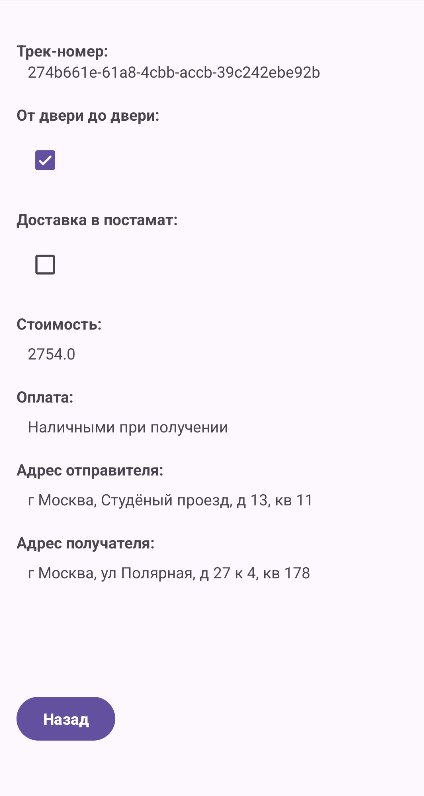 Трек-номер:
274b661e-61a8-4cbb-accb-39c242ebe92b
От двери до двери:
Доставка в постамат:
Стоимость:
2754.0
Оплата:
Наличными при получении
Адрес отправителя:
г Москва, Студёный проезд, д 13, кв 11
Адрес получателя:
г Москва, ул Полярная, д 27 к 4, кв 178
Назад